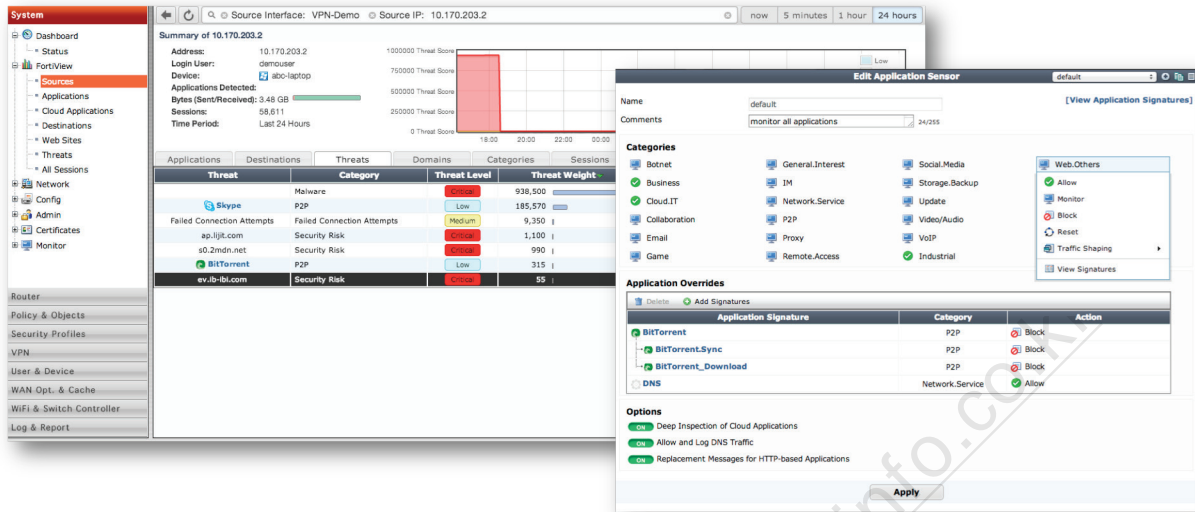 System
Dashboard
Status
FortiView
Sources
Applications
Cloud Applications
Destinations
Web Sites
Threats
All Sessions
Network
Config
Admin
Certificates
Monitor
Router
Policy & Objects
Security Profiles
VPN
User & Device
WAN Opt. & Cache
WiFi & Switch Controller
Log & Report
Source Interface: VPN-Demo Source IP: 10.170.203.2
now 5 minutes 1 hour 24 hours
Summary of 10.170.203.2
Address: 10.170.203.2
Login User: demouser
Device: abc-laptop
Applications Detected:
Bytes (Sent/Received): 3.48 GB
Sessions: 58,611
Time Period: Last 24 Hours
1000000 Threat Score
750000 Threat Score
500000 Threat Score
250000 Threat Score
0 Threat Score
18:00 20:00 22:00 00:00
Low
Applications Destinations Threats Domains Categories Sessions
Threat Category Threat Level Threat Weight
Malware Critical 938,500
Skype P2P Low 185,570
Failed Connection Attempts Failed Connection Attempts Medium 9,350
ap.lijit.com Security Risk Critical 1,100
s0.2mdn.net Security Risk Critical 990
BitTorrent P2P Low 315
ev.ib-ibi.com Security Risk Critical 55
Edit Application Sensor default
Name default [View Application Signatures]
Comments monitor all applications 24/255
Categories
Botnet General.Interest Social.Media Web.Others
Business IM Storage.Backup
Cloud.IT Network.Service Update
Collaboration P2P Video/Audio
Email Proxy VoIP
Game Remote.Access Industrial
Allow
Monitor
Block
Reset
Traffic Shaping
View Signatures
Application Overrides
Delete Add Signatures
Application Signature Category Action
BitTorrent P2P Block
BitTorrent.Sync P2P Block
BitTorrent_Download P2P Block
DNS Network.Service Allow
Options
ON Deep Inspection of Cloud Applications
ON Allow and Log DNS Traffic
ON Replacement Messages for HTTP-based Applications
Apply